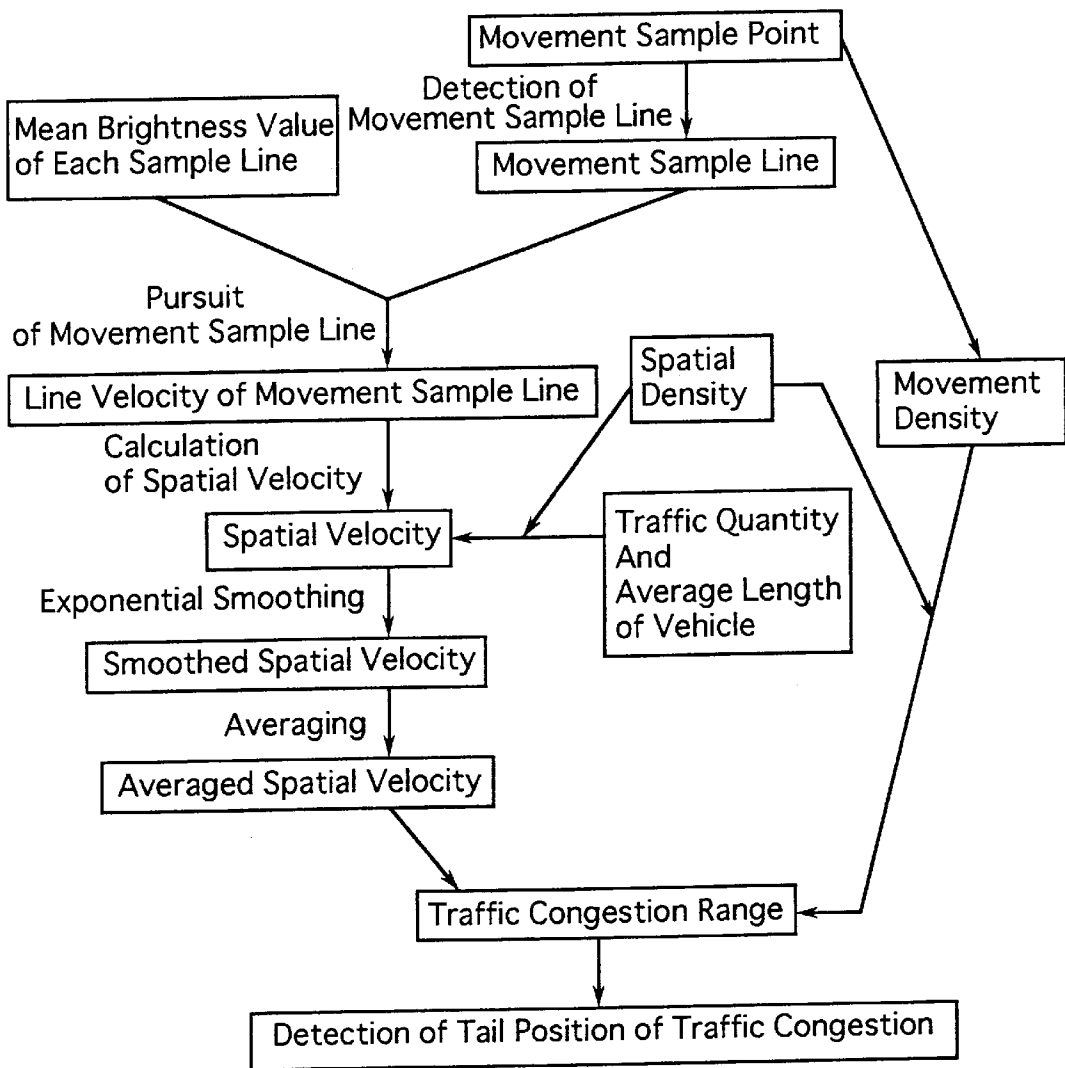 Movement Sample Point
Detection of
Movement Sample Line
Mean Brightness Value
of Each Sample Line
Movement Sample Line
Pursuit
of Movement Sample Line
Line Velocity of Movement Sample Line
Spatial
Density
Movement
Density
Calculation
of Spatial Velocity
Spatial Velocity
Traffic Quantity
And
Average Length
of Vehicle
Exponential Smoothing
Smoothed Spatial Velocity
Averaging
Averaged Spatial Velocity
Traffic Congestion Range
Detection of Tail Position of Traffic Congestion